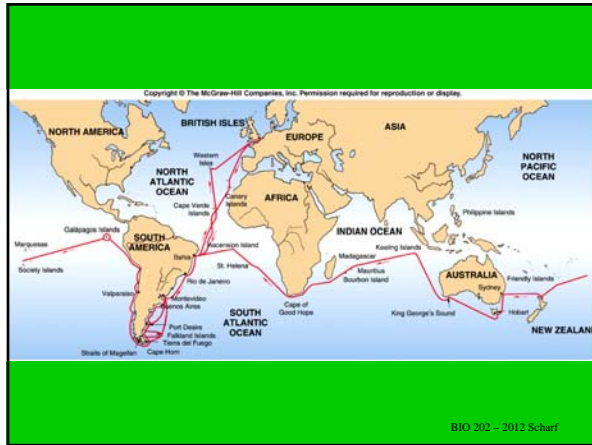 Copyright © The McGraw-Hill Companies, Inc. Permission required for reproduction or display.
NORTH AMERICA
BRITISH ISLES
EUROPE
ASIA
Western
Isles
NORTH
ATLANTIC
OCEAN
NORTH
PACIFIC
OCEAN
Canary
Islands
Cape Verde
Islands
AFRICA
Philippine Islands
Galápagos Islands
Marquesas
SOUTH
AMERICA
INDIAN OCEAN
Ascension Island
Keeling Islands
Madagascar
Society Islands
Bahia
St. Helena
Mauritius
Bourbon Island
AUSTRALIA
Friendly Islands
Sydney
Rio de Janeiro
Valparaiso
Montevideo
Buenos Aires
SOUTH
ATLANTIC
OCEAN
Cape of
Good Hope
King George's Sound
Hobart
NEW ZEALAND
Port Desire
Falkland Islands
Tierra del Fuego
Straits of Magellan
Cape Horn
BIO 202 – 2012 Scharf